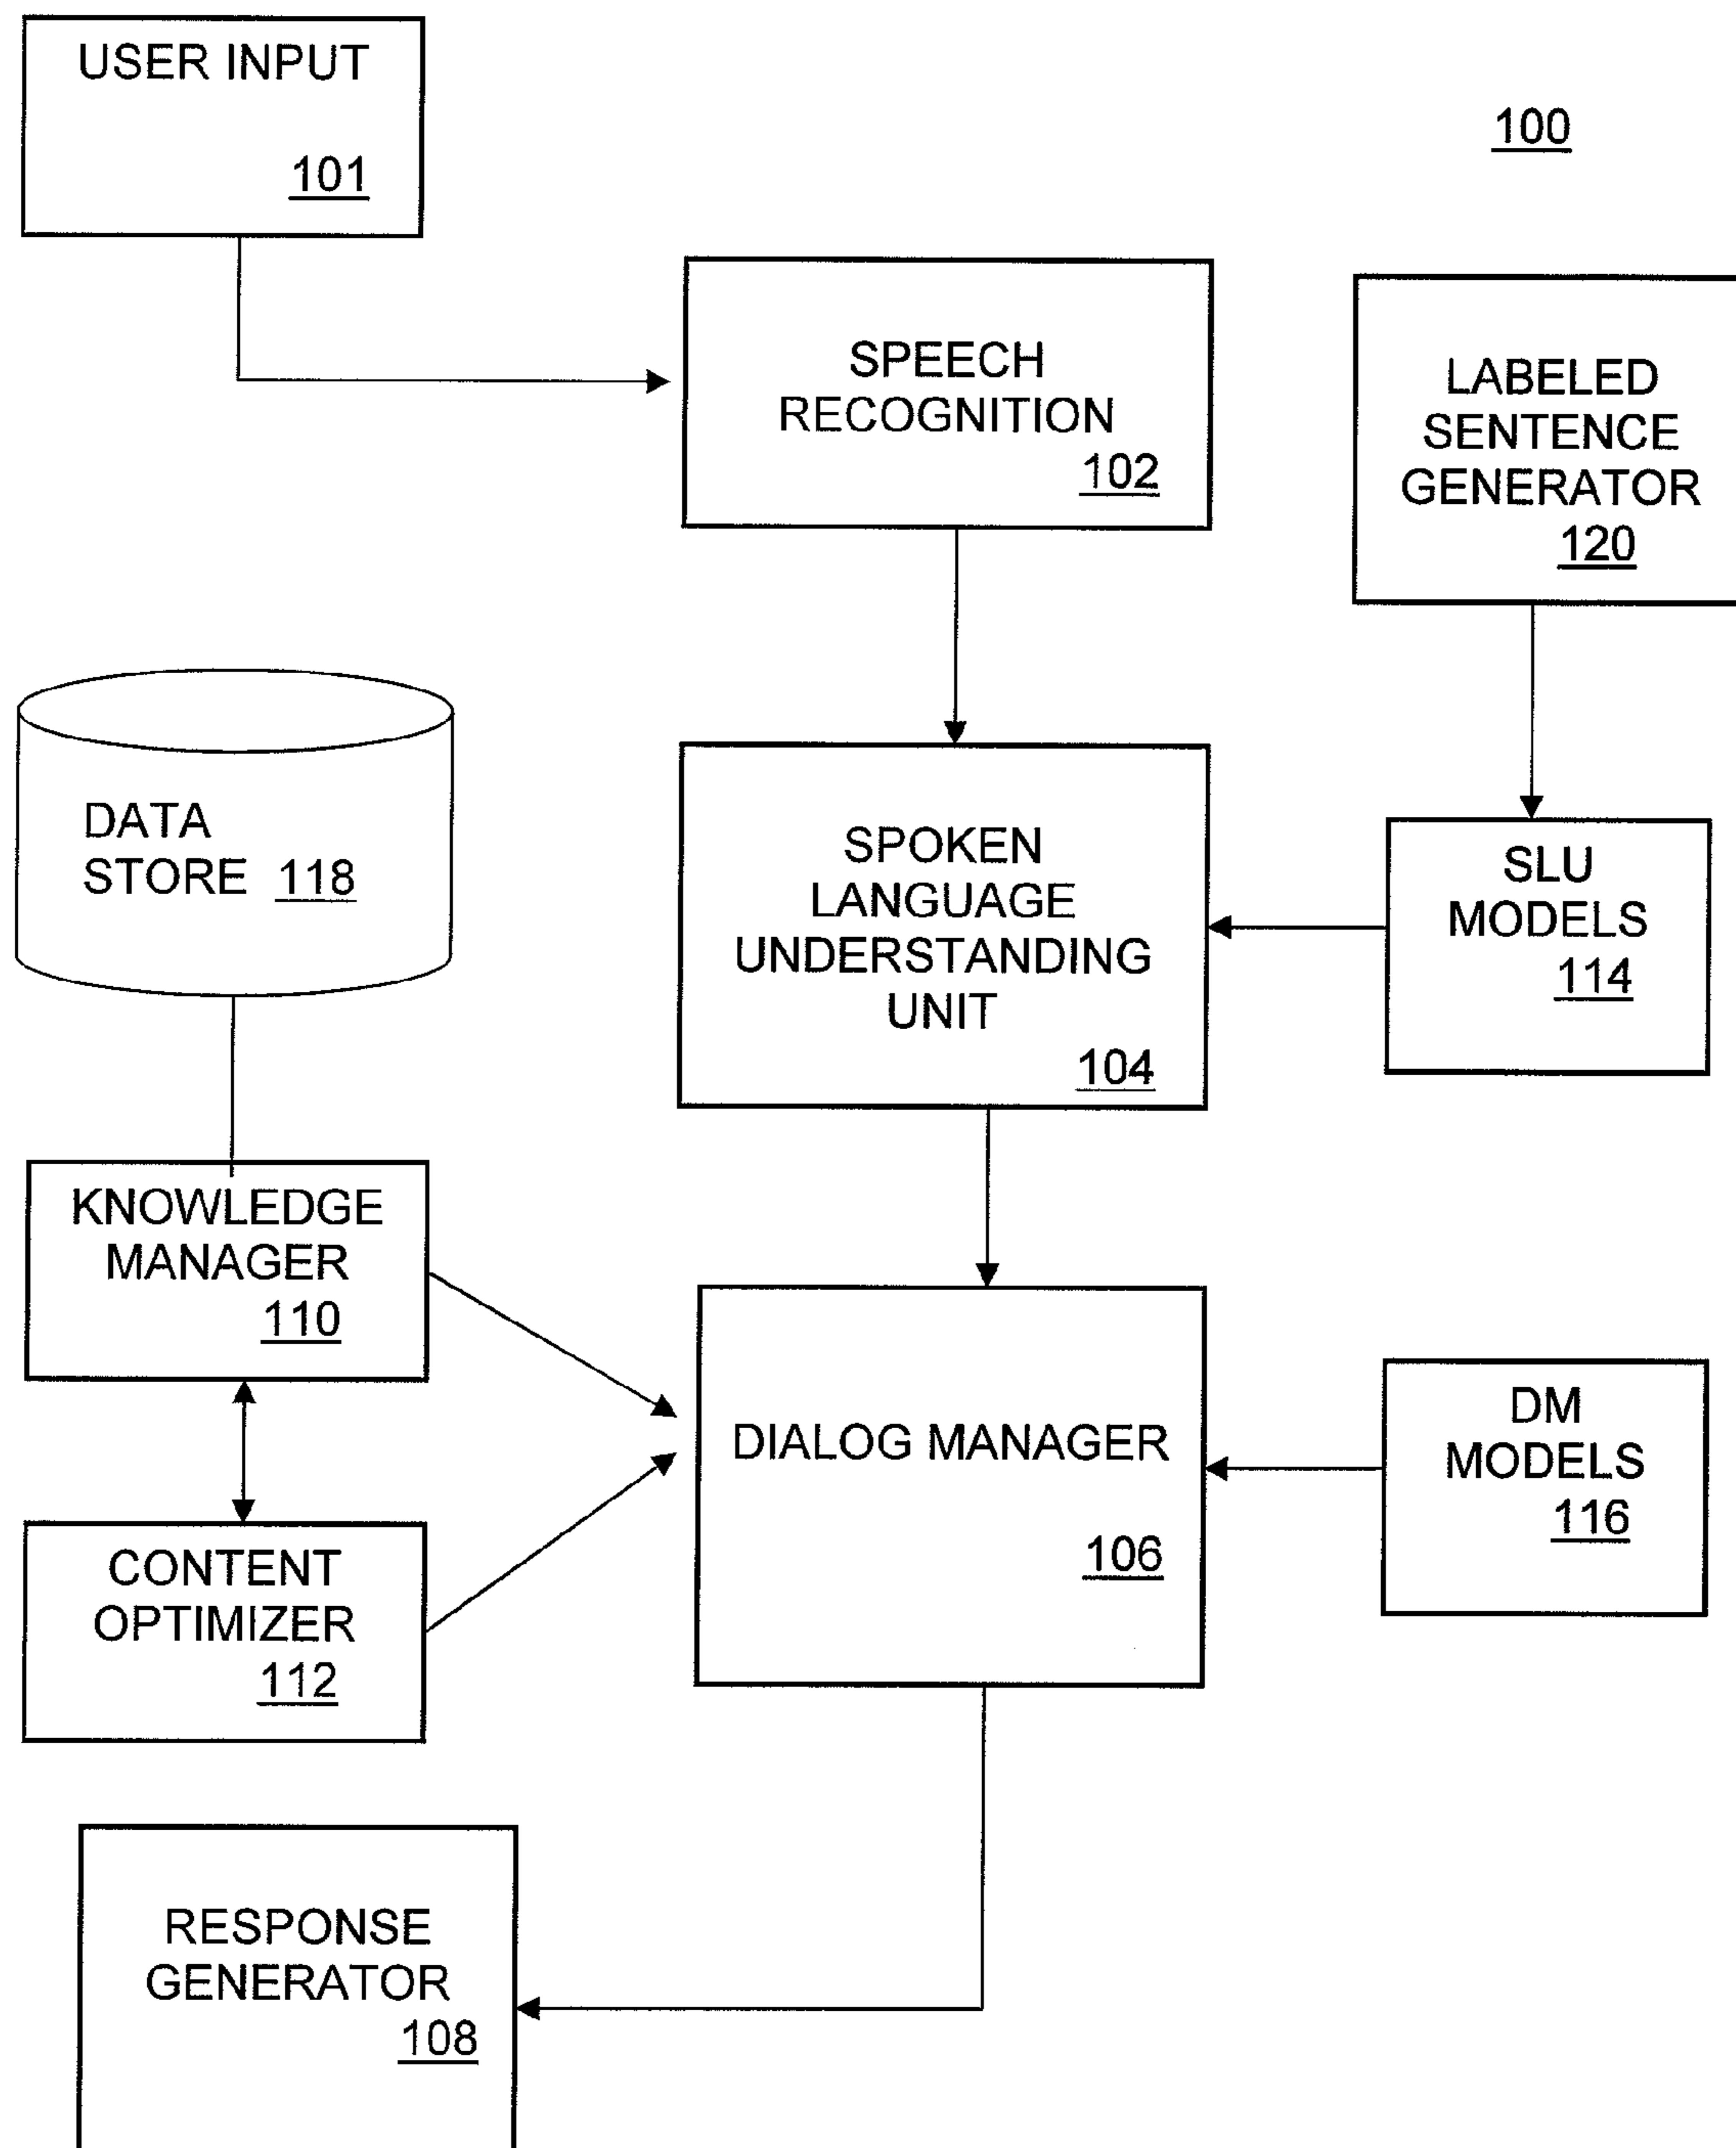 USER INPUT
101
100
SPEECH
RECOGNITION
102
LABELED
SENTENCE
GENERATOR
120
DATA
STORE 118
SPOKEN
LANGUAGE
UNDERSTANDING
UNIT
104
SLU
MODELS
114
KNOWLEDGE
MANAGER
110
DIALOG MANAGER
106
DM
MODELS
116
CONTENT
OPTIMIZER
112
RESPONSE
GENERATOR
108